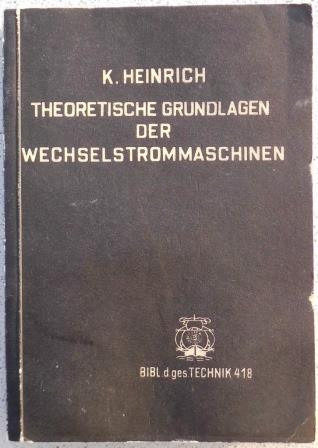 K. HEINRICH
THEORETISCHE GRUNDLAGEN
DER
WECHSELSTROMMASCHINEN
BIBL. d. ges TECHNIK 418